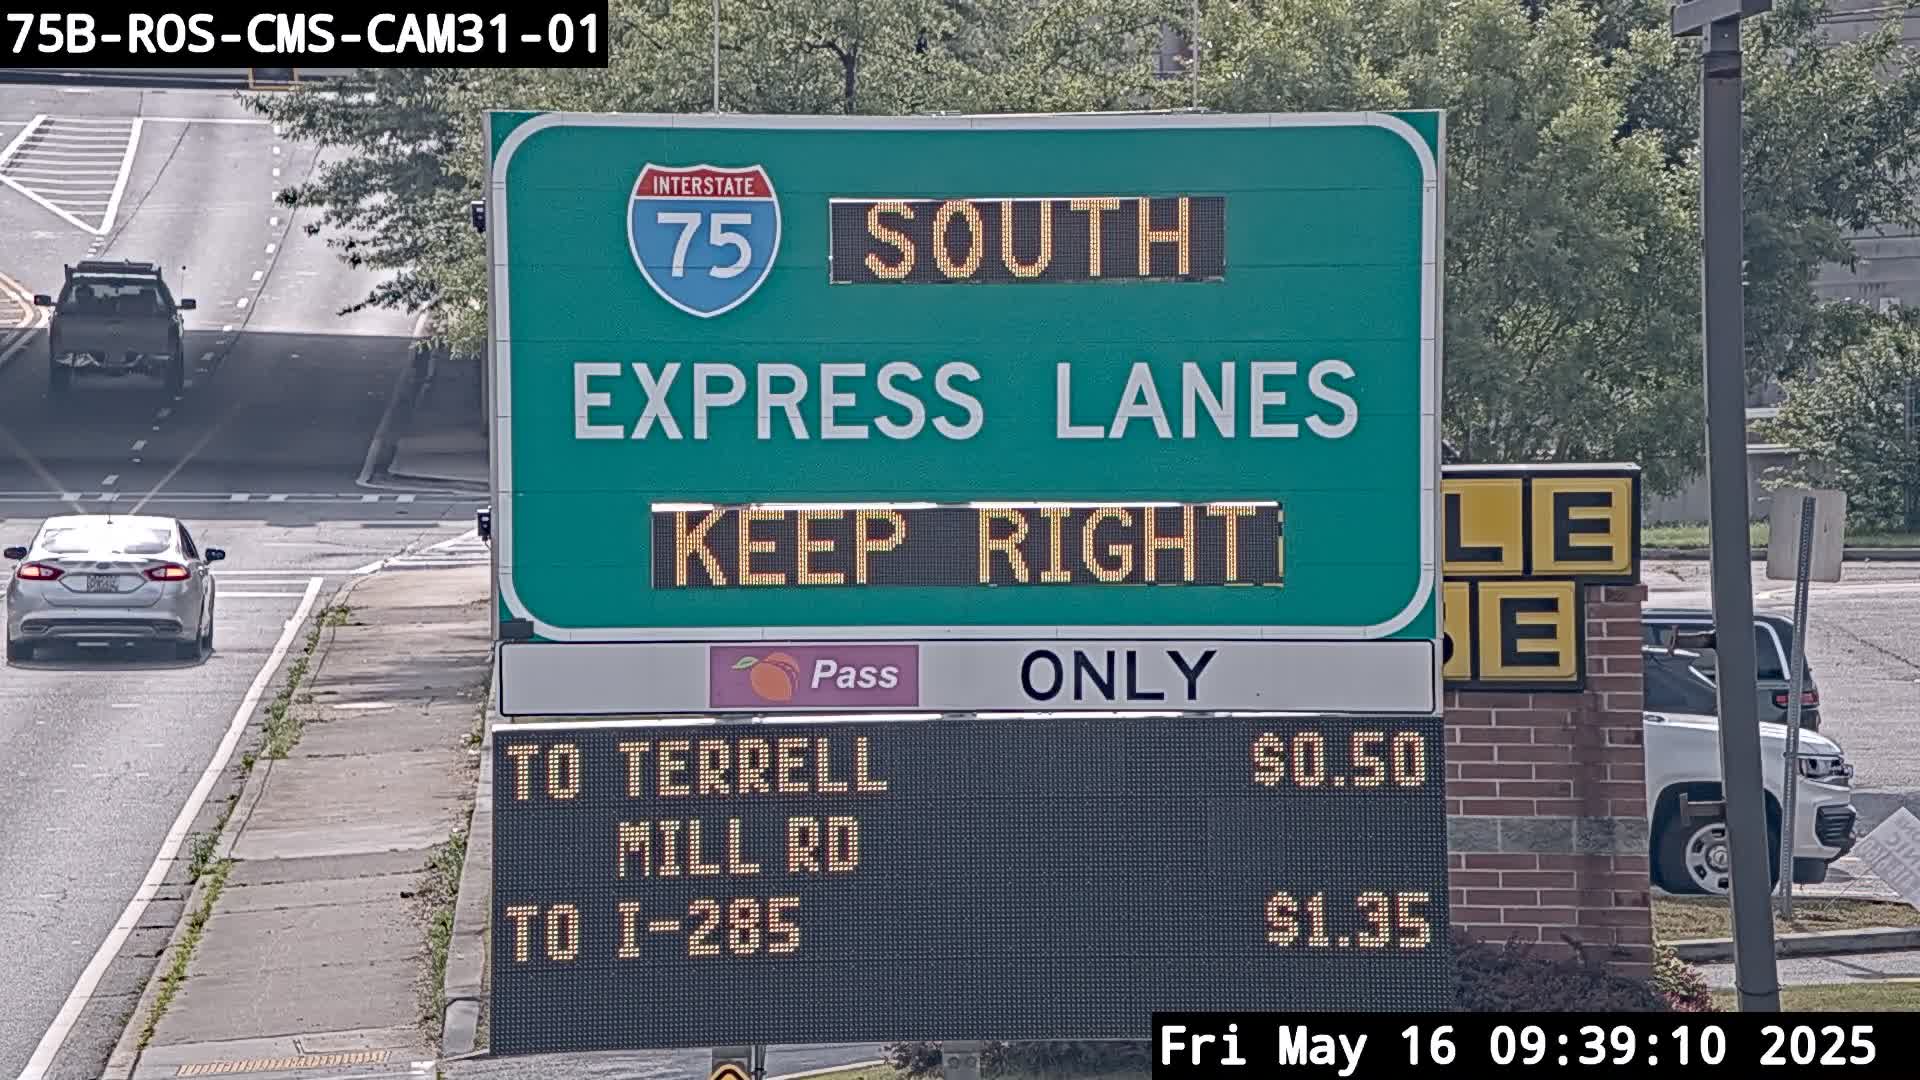 75B-ROS-CMS-CAM31-01
INTERSTATE
75
SOUTH
EXPRESS LANES
KEEP RIGHT
Pass ONLY
TO TERRELL $0.50
MILL RD
TO I-285 $1.35
LE
E
Fri May 16 09:39:10 2025